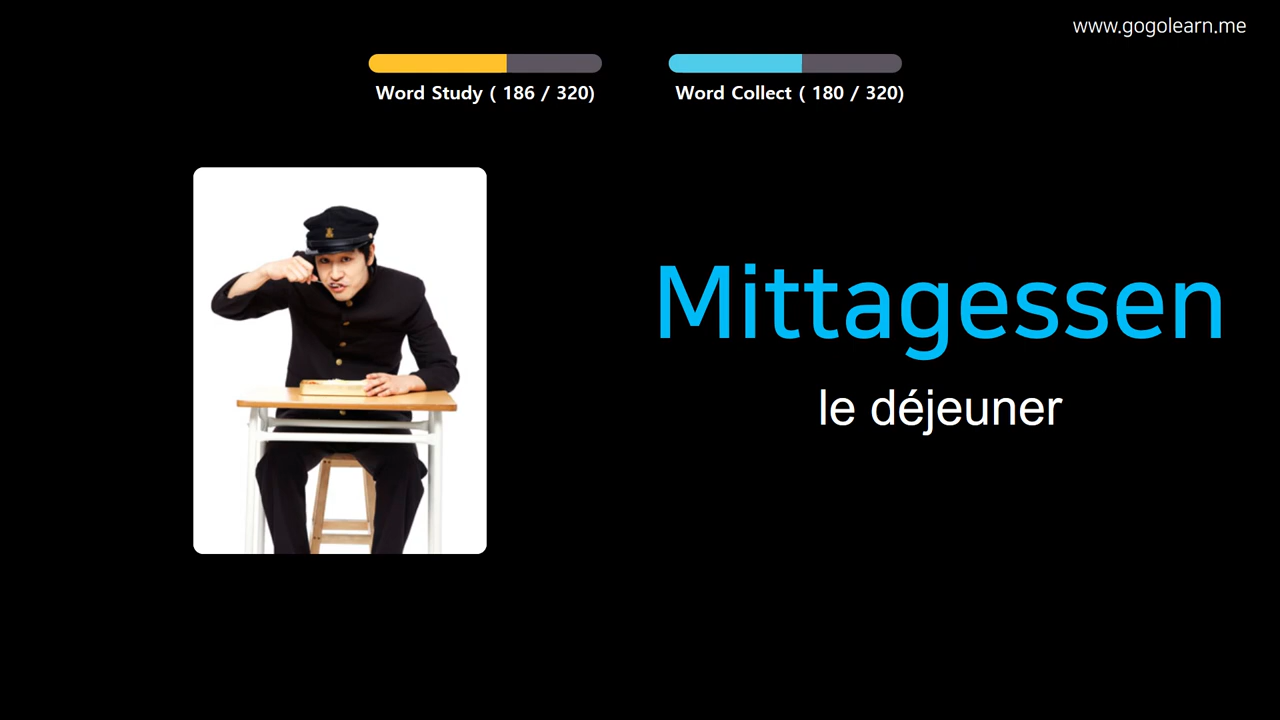 www.gogolearn.me
Word Study ( 186 / 320)
Word Collect ( 180 / 320)
Mittagessen
le déjeuner